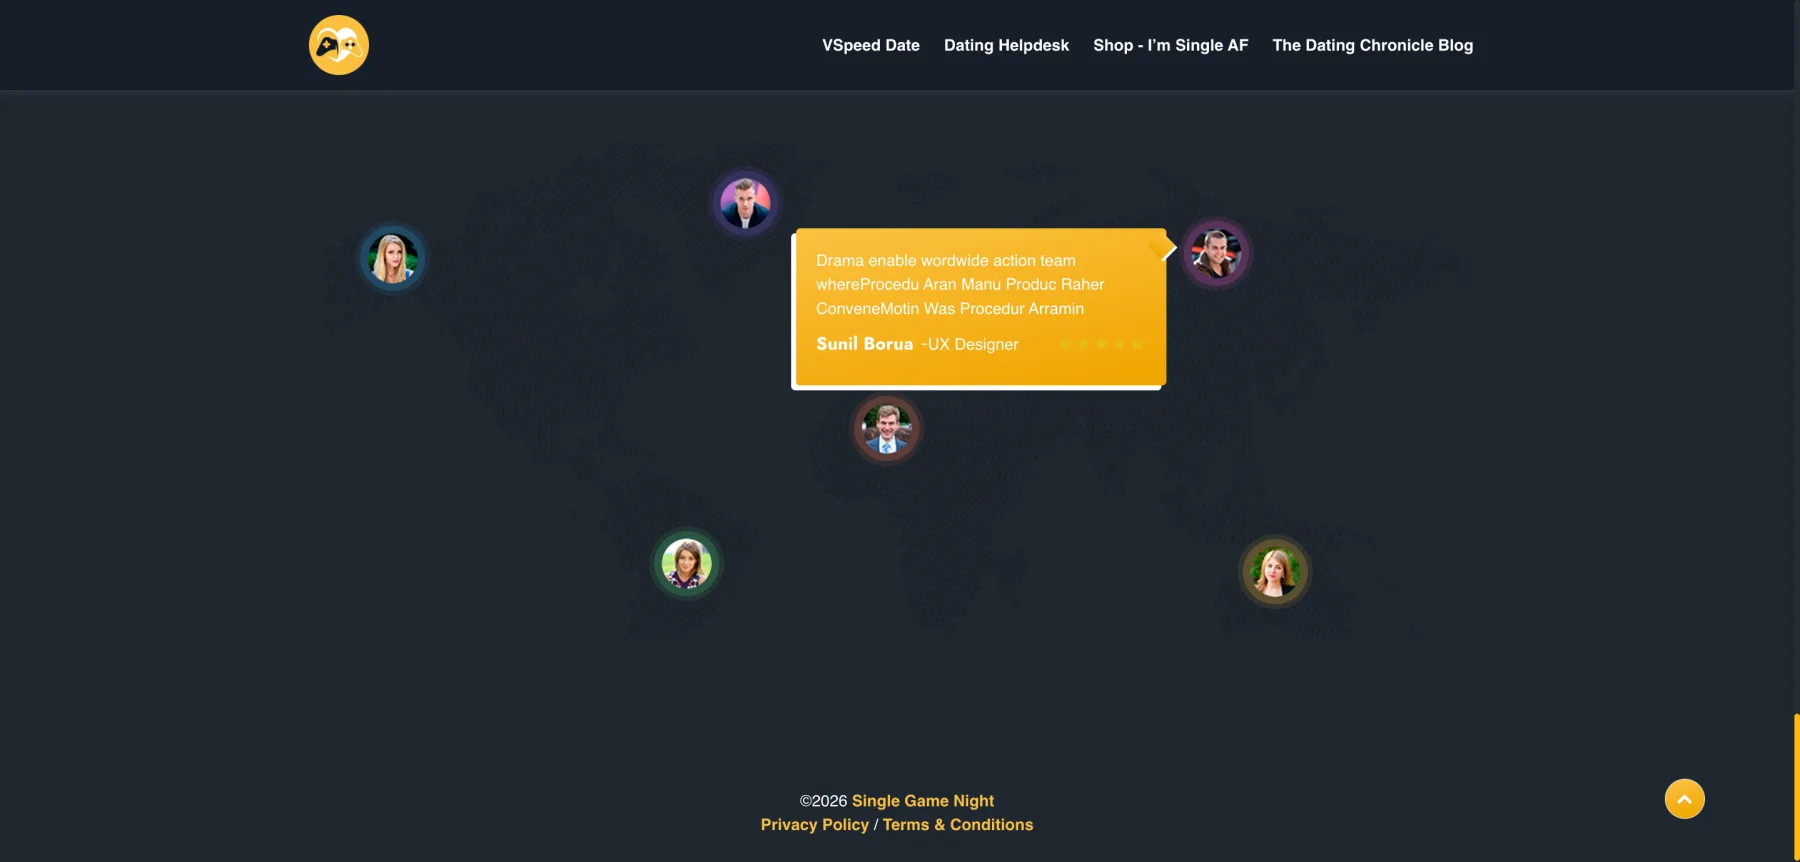 VSpeed Date Dating Helpdesk Shop - I’m Single AF The Dating Chronicle Blog
Drama enable wordwide action team
whereProcedu Aran Manu Produc Raher
ConveneMotin Was Procedur Arramin
Sunil Borua -UX Designer
©2026 Single Game Night
Privacy Policy / Terms & Conditions